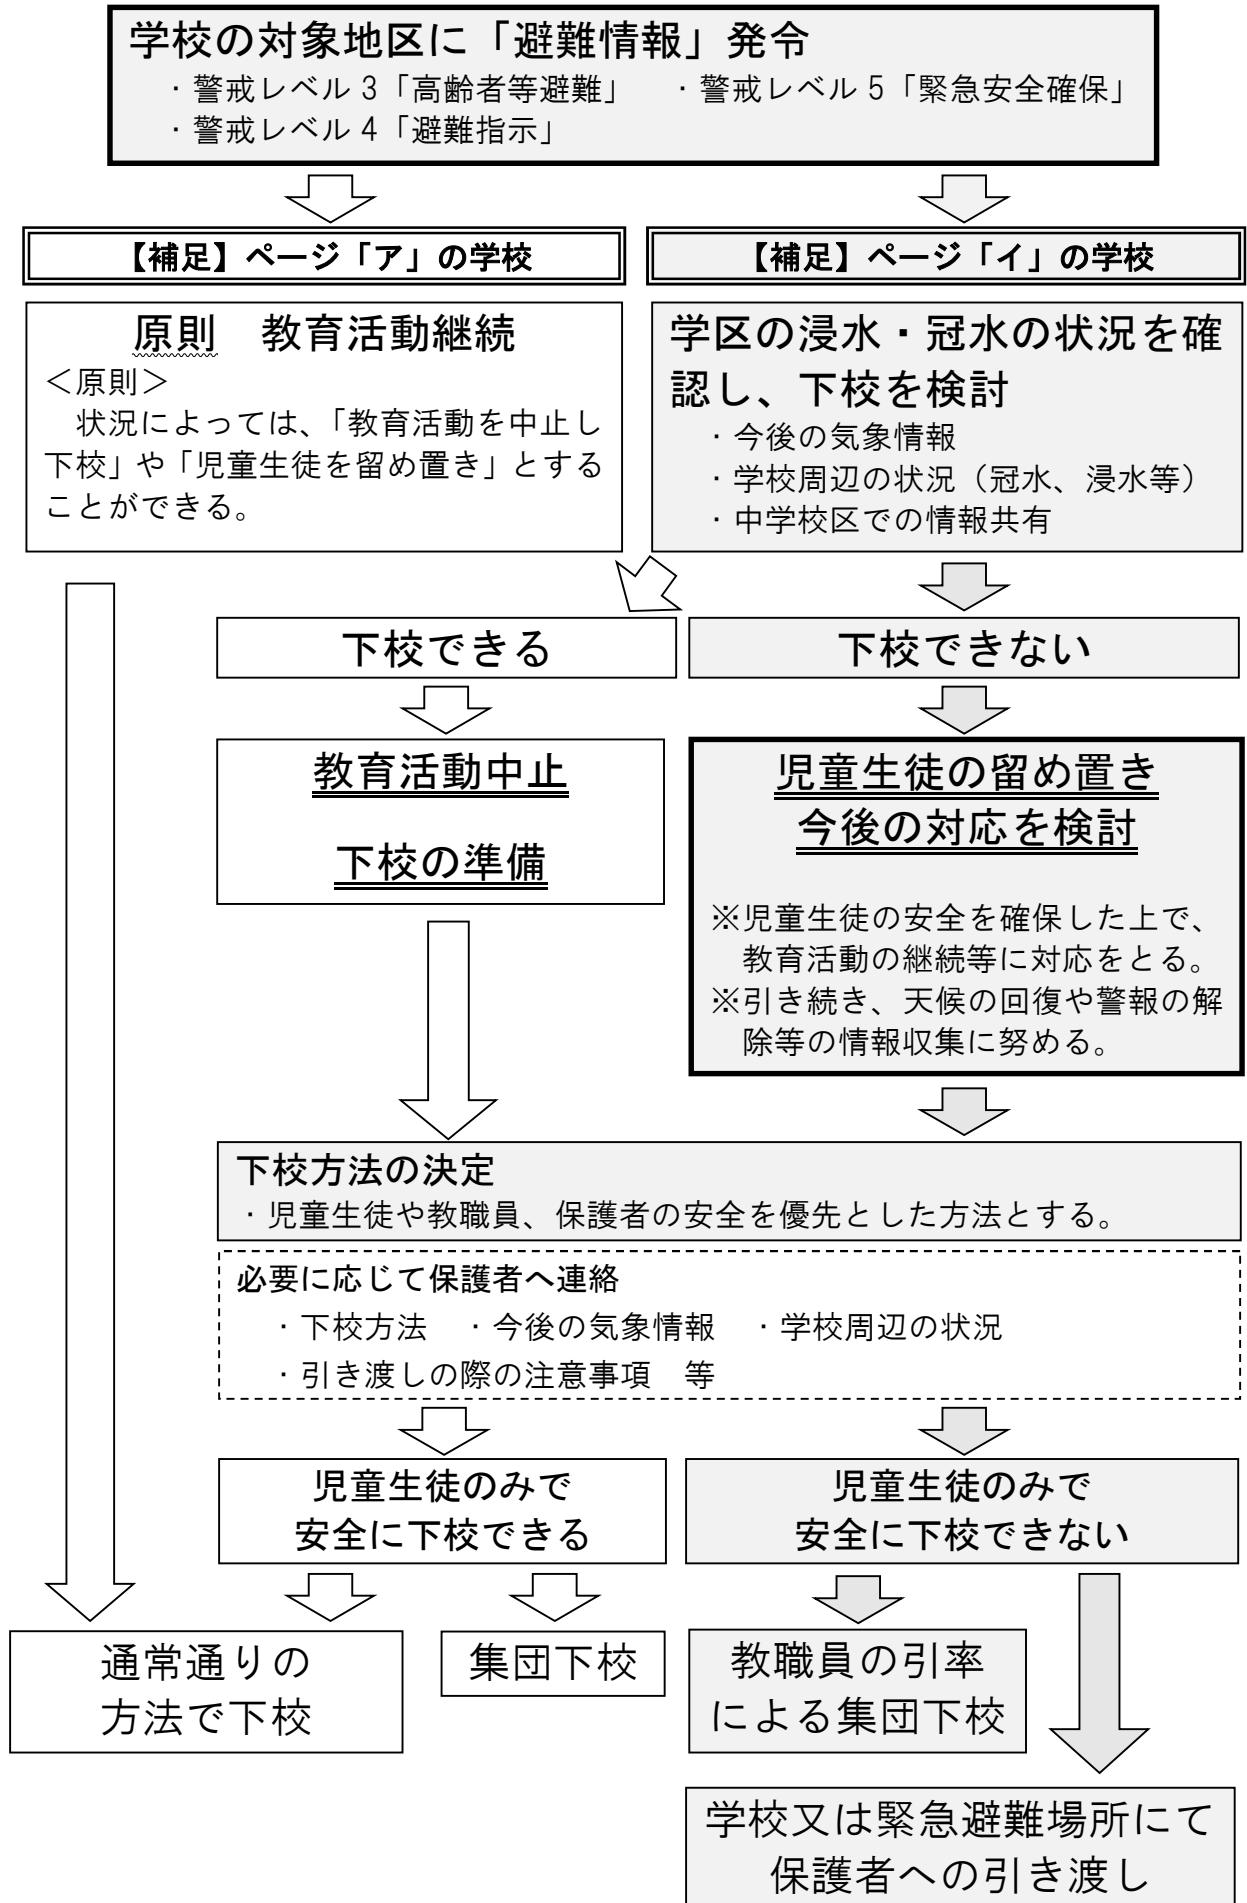 学校の対象地区に「避難情報」発令
・警戒レベル３「高齢者等避難」　・警戒レベル５「緊急安全確保」
・警戒レベル４「避難指示」
【補足】ページ「ア」の学校
【補足】ページ「イ」の学校
原則　教育活動継続
＜原則＞
状況によっては、「教育活動を中止し
下校」や「児童生徒を留め置き」とする
ことができる。
学区の浸水・冠水の状況を確
認し、下校を検討
・今後の気象情報
・学校周辺の状況（冠水、浸水等）
・中学校区での情報共有
下校できる
下校できない
教育活動中止
下校の準備
児童生徒の留め置き
今後の対応を検討
※児童生徒の安全を確保した上で、
教育活動の継続等に対応をとる。
※引き続き、天候の回復や警報の解
除等の情報収集に努める。
下校方法の決定
・児童生徒や教職員、保護者の安全を優先とした方法とする。
必要に応じて保護者へ連絡
・下校方法　・今後の気象情報　・学校周辺の状況
・引き渡しの際の注意事項　等
児童生徒のみで
安全に下校できる
児童生徒のみで
安全に下校できない
通常通りの
方法で下校
集団下校
教職員の引率
による集団下校
学校又は緊急避難場所にて
保護者への引き渡し